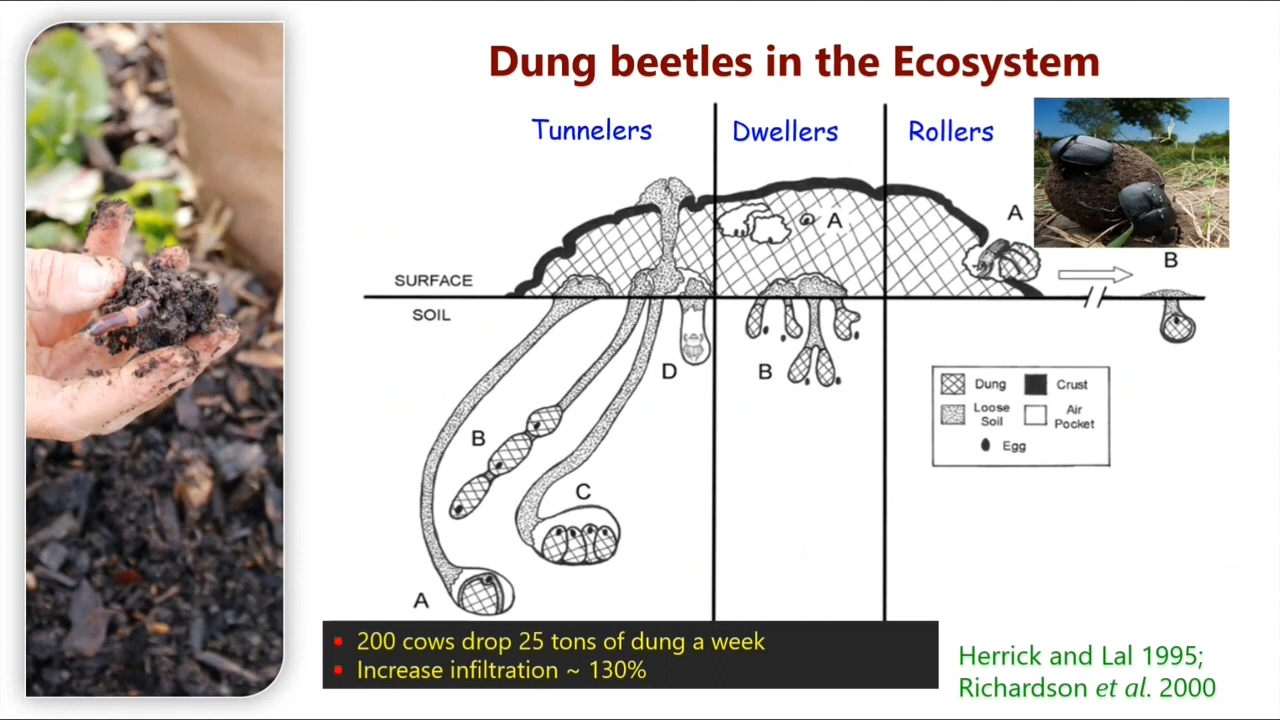 Dung beetles in the Ecosystem
Tunnelers
Dwellers
Rollers
A
A
SURFACE
B
SOIL
D
B
Dung
Crust
Loose
Soil
Air
Pocket
Egg
B
C
A
▪ 200 cows drop 25 tons of dung a week
▪ Increase infiltration ~ 130%
Herrick and Lal 1995;
Richardson et al. 2000